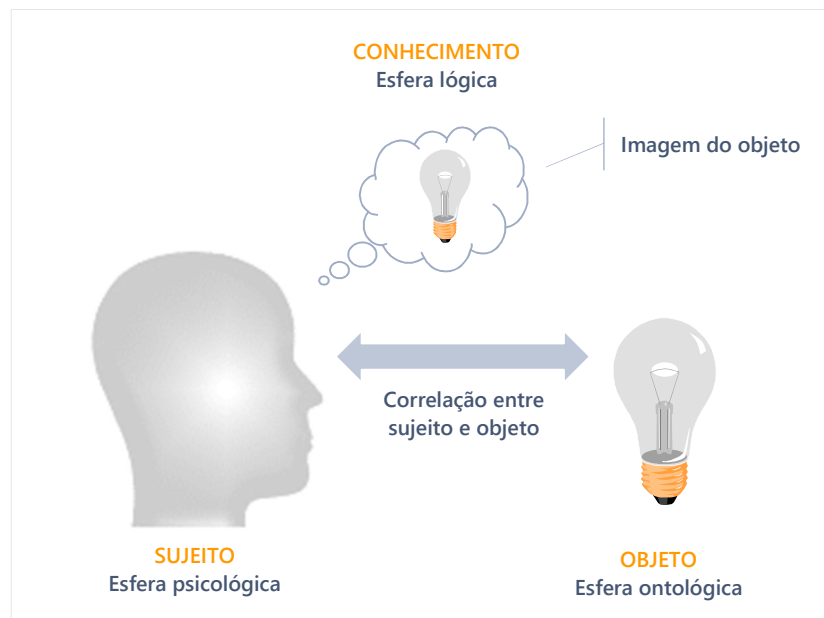 CONHECIMENTO
Esfera lógica
Imagem do objeto
Correlação entre
sujeito e objeto
SUJEITO
Esfera psicológica
OBJETO
Esfera ontológica